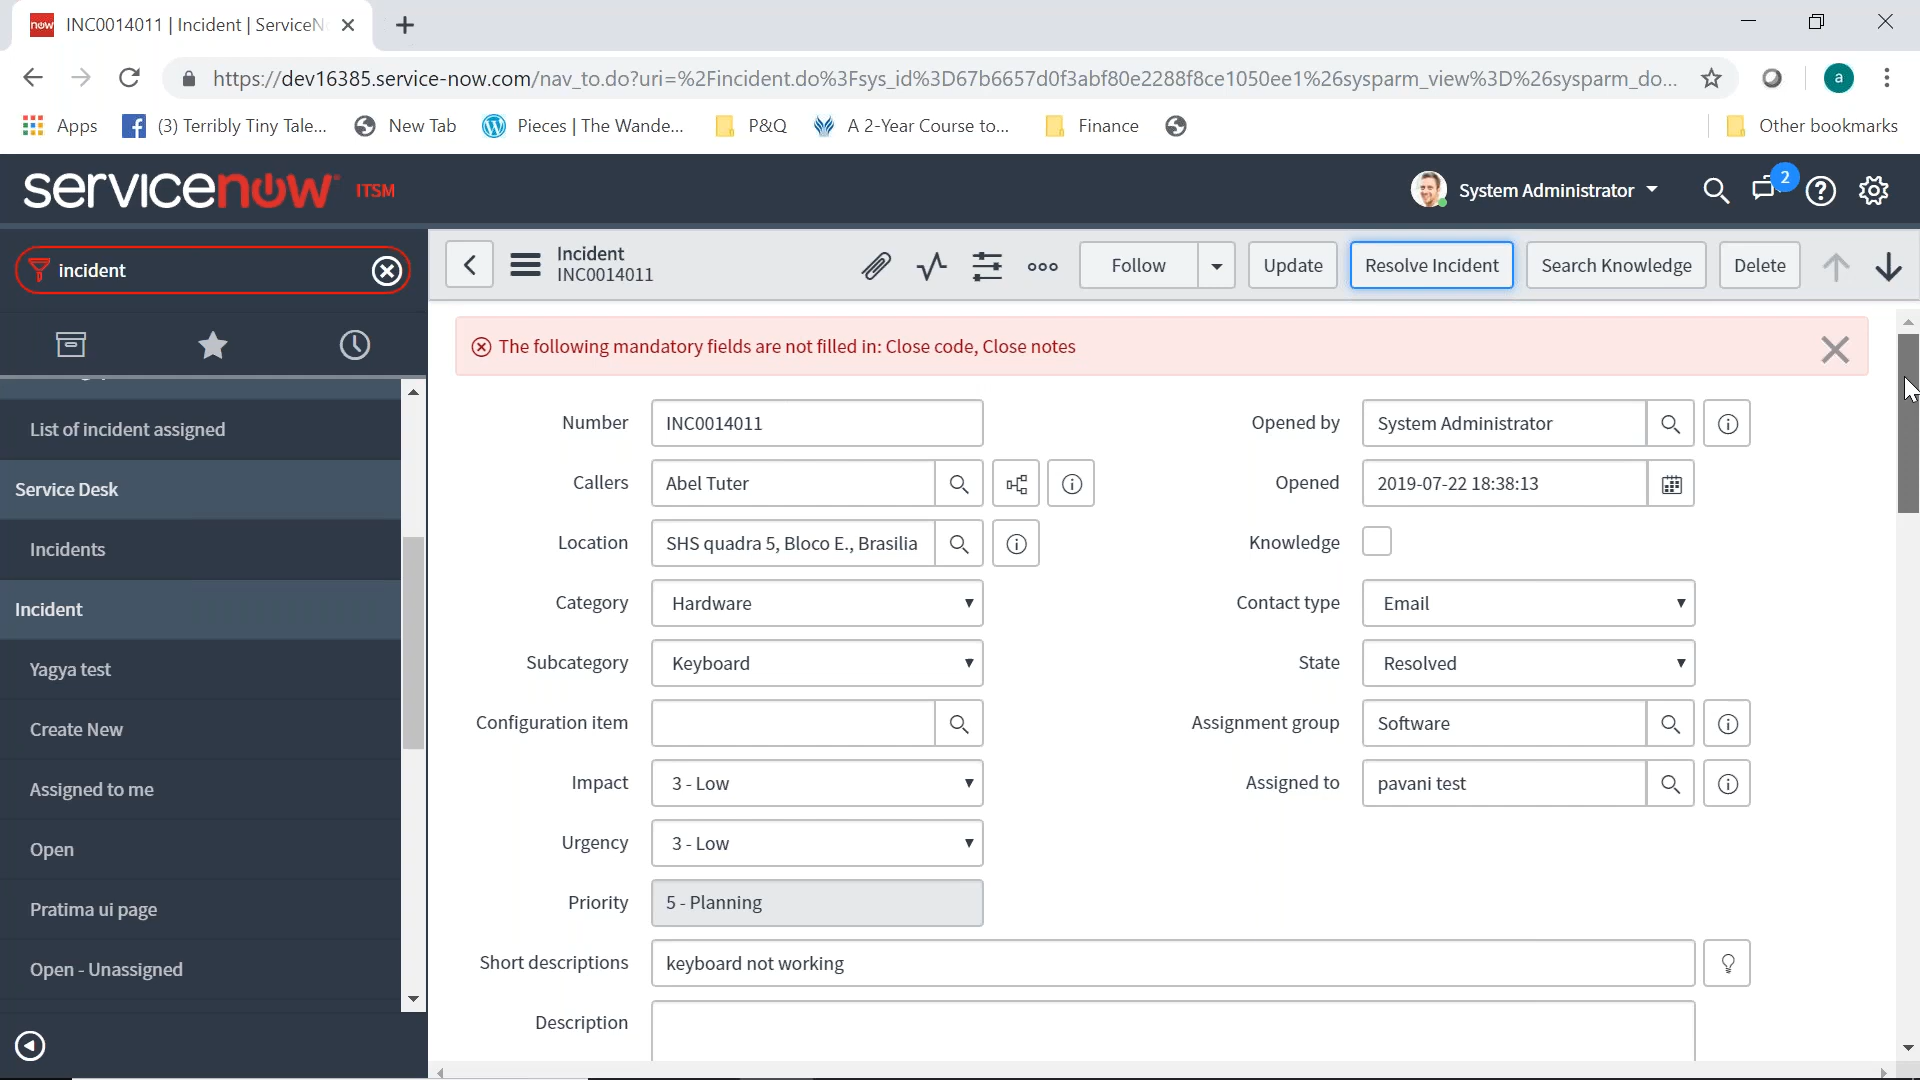 now INC0014011 | Incident | ServiceN
https://dev16385.service-now.com/nav_to.do?uri=%2Fincident.do%3Fsys_id%3D67b6657d0f3abf80e2288f8ce1050ee1%26sysparm_view%3D%26sysparm_do... a
Apps (3) Terribly Tiny Tale... New Tab Pieces | The Wande... P&Q A 2-Year Course to... Finance Other bookmarks
servicenow ITSM System Administrator 2
incident
Incident
INC0014011
Follow Update Resolve Incident Search Knowledge Delete
The following mandatory fields are not filled in: Close code, Close notes
List of incident assigned
Service Desk
Incidents
Incident
Yagya test
Create New
Assigned to me
Open
Pratima ui page
Open - Unassigned
Number INC0014011
Callers Abel Tuter
Location SHS quadra 5, Bloco E., Brasilia
Category Hardware
Subcategory Keyboard
Configuration item
Impact 3 - Low
Urgency 3 - Low
Priority 5 - Planning
Opened by System Administrator
Opened 2019-07-22 18:38:13
Knowledge
Contact type Email
State Resolved
Assignment group Software
Assigned to pavani test
Short descriptions keyboard not working
Description